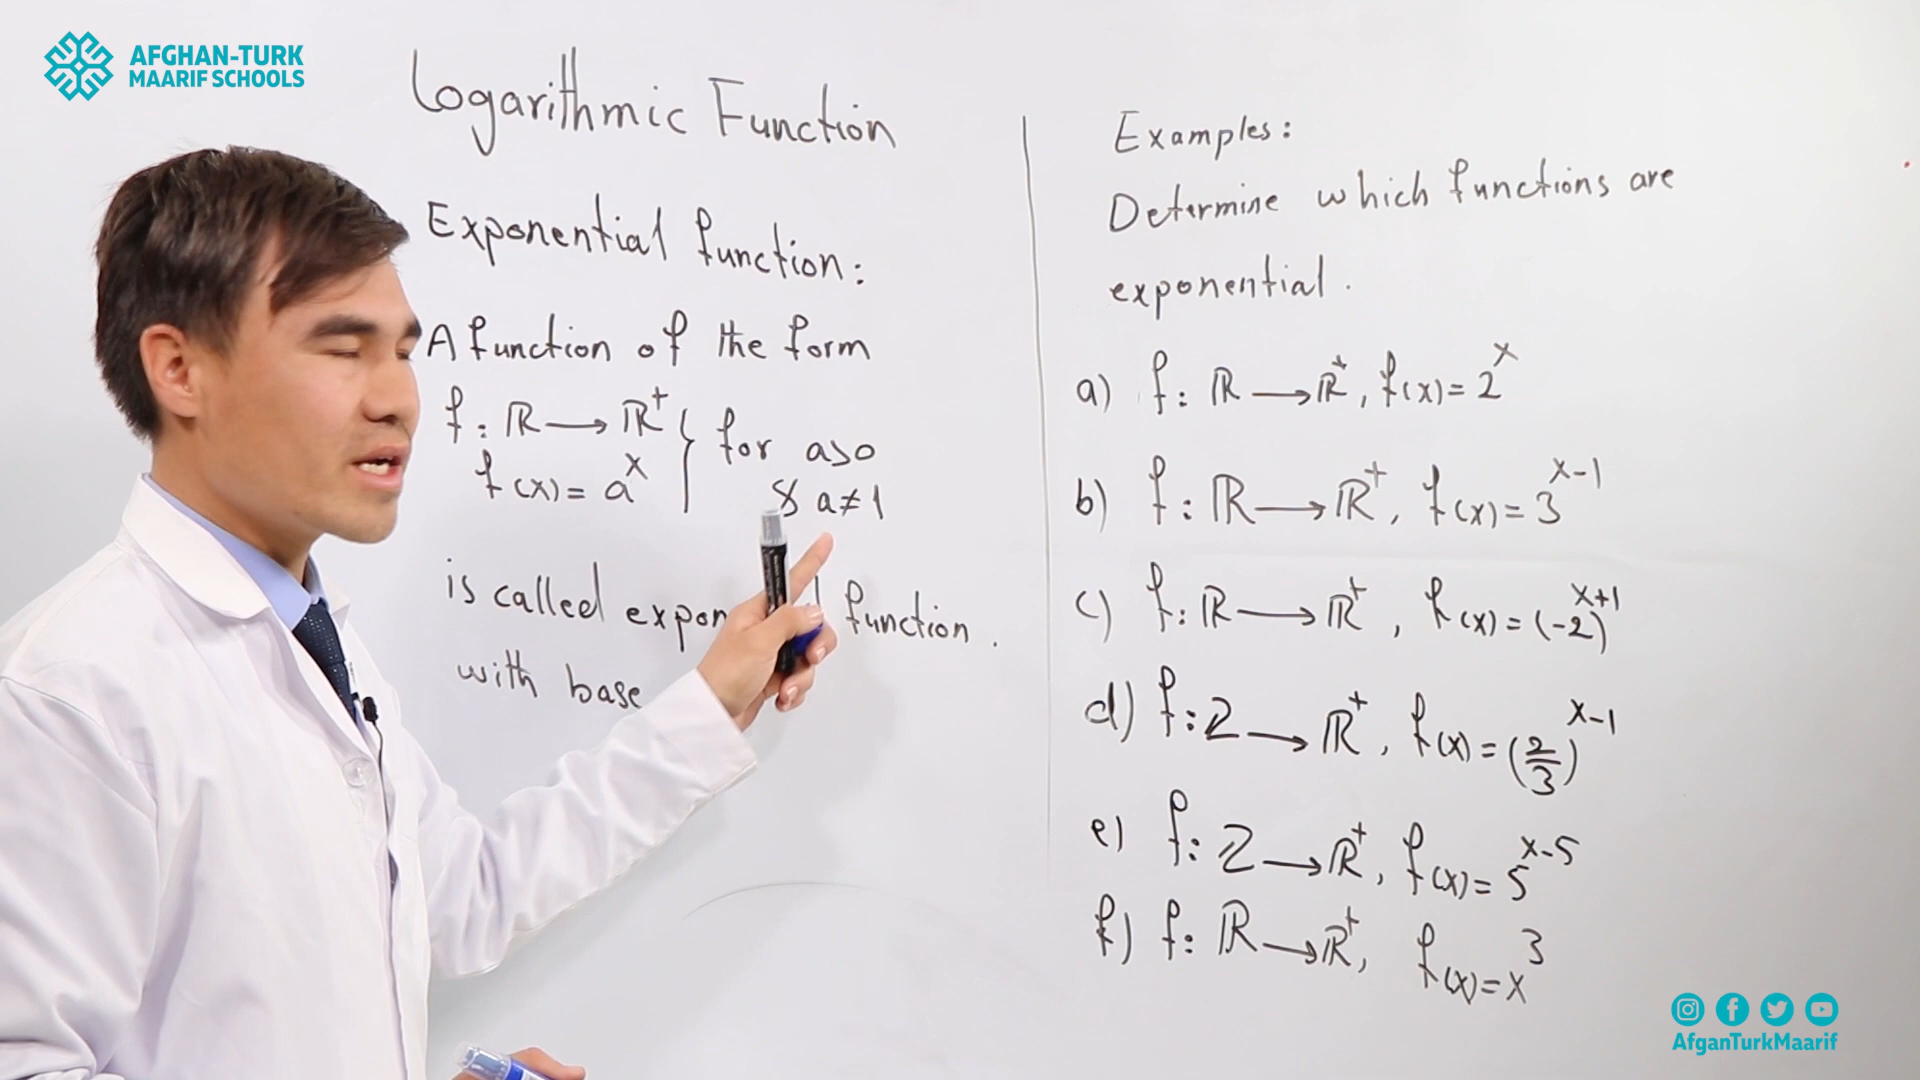 AFGHAN-TURK
MAARIF SCHOOLS
Logarithmic Function
Exponential function:
A function of the form
f: ℝ ⟶ ℝ⁺ } for a>0
f(x) = aˣ & a≠1
is called expon function.
with base
Examples:
Determine which functions are
exponential.
a) f: ℝ ⟶ ℝ⁺, f(x) = 2ˣ
b) f: ℝ ⟶ ℝ⁺, f(x) = 3ˣ⁻¹
c) f: ℝ ⟶ ℝ⁺, f(x) = (-2)ˣ⁺¹
d) f: Z ⟶ ℝ⁺, f(x) = (2/3)ˣ⁻¹
e) f: Z ⟶ ℝ⁺, f(x) = 5ˣ⁻⁵
f) f: ℝ ⟶ ℝ⁺, f(x) = x³
AfganTurkMaarif